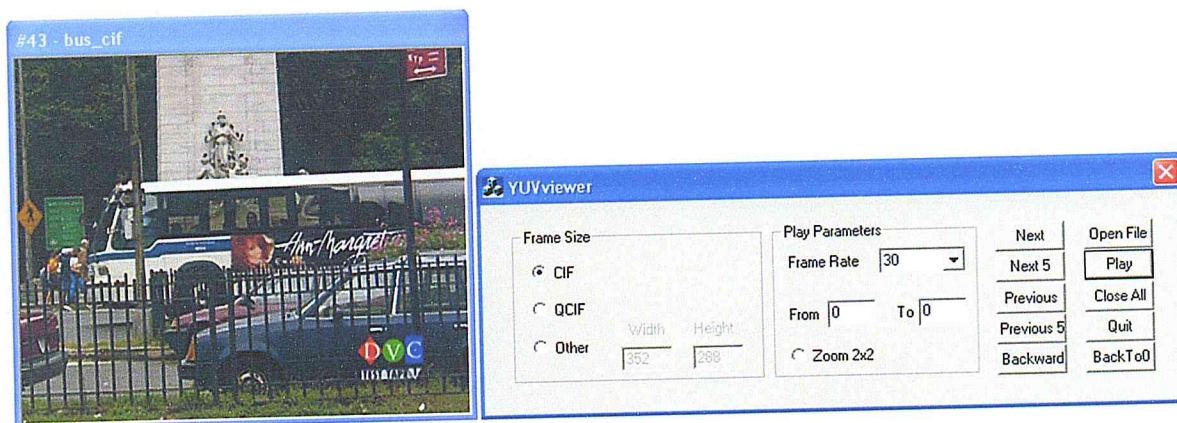 #43 - bus_cif
Ann-Margret
DVC
TEST TAPE
YUVviewer
Frame Size
CIF
QCIF
Other
Width
Height
352
288
Play Parameters
Frame Rate
30
From
0
To
0
Zoom 2x2
Next
Open File
Next 5
Play
Previous
Close All
Previous 5
Quit
Backward
BackTo0